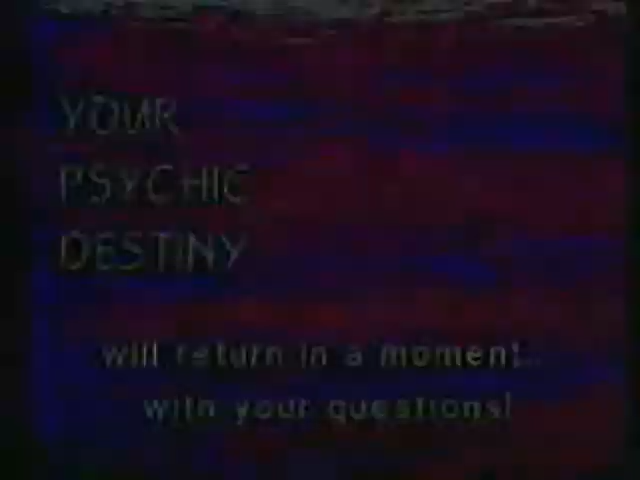 YOUR
PSYCHIC
DESTINY
will return in a moment...
with your questions!